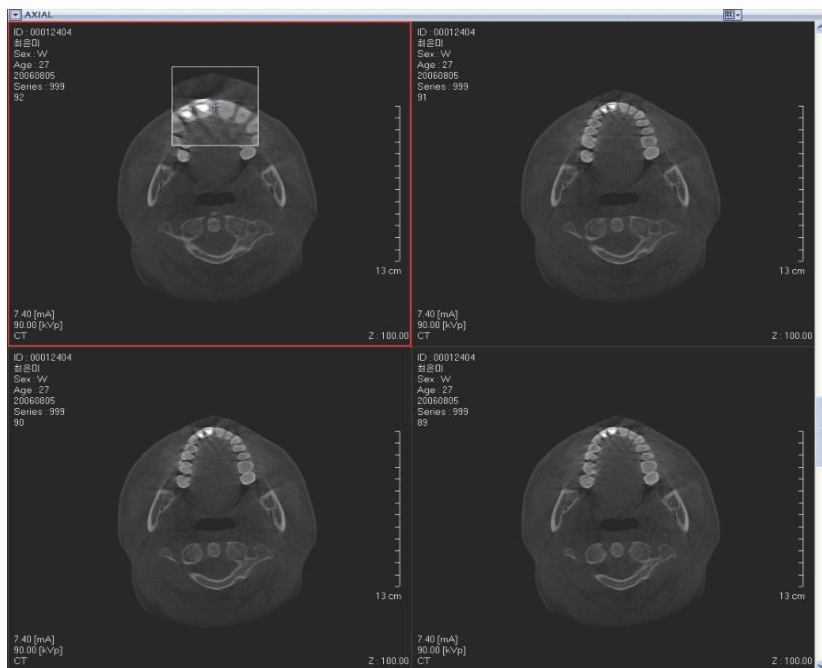 AXIAL
ID : 00012404
최은미
Sex : W
Age : 27
20060805
Series : 999
92
13 cm
7.40 [mA]
90.00 [kVp]
CT
Z : 100.00
ID : 00012404
최은미
Sex : W
Age : 27
20060805
Series : 999
91
13 cm
7.40 [mA]
90.00 [kVp]
CT
Z : 100.00
ID : 00012404
최은미
Sex : W
Age : 27
20060805
Series : 999
90
13 cm
7.40 [mA]
90.00 [kVp]
CT
Z : 100.00
ID : 00012404
최은미
Sex : W
Age : 27
20060805
Series : 999
89
13 cm
7.40 [mA]
90.00 [kVp]
CT
Z : 100.00